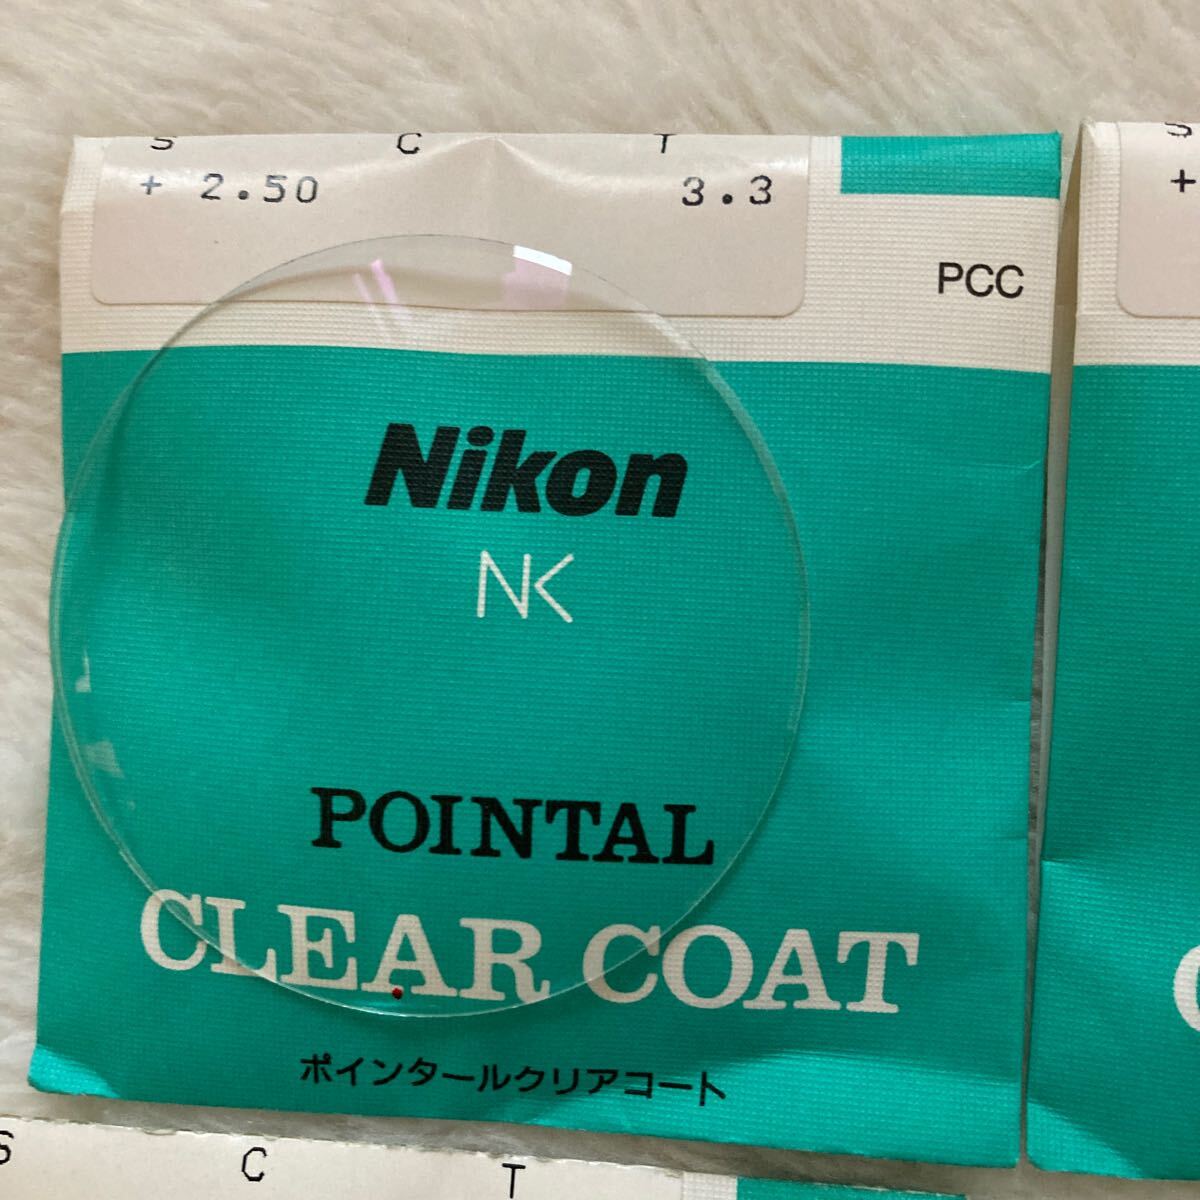 S C T
+ 2.50 3.3
PCC
Nikon
NK
POINTAL
CLEAR COAT
ポインタールクリアコート
S
+
C
S C T